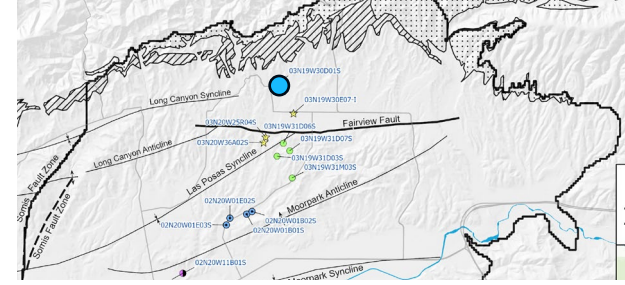 03N19W30D01S
Long Canyon Syncline
03N19W30E07-I
03N20W25R04S
03N19W31D06S
Fairview Fault
03N20W36A02S
03N19W31D07S
Long Canyon Anticline
03N19W31D03S
Las Posas Syncline
03N19W31M03S
Somis Fault Zone
Somis Fault Zone
Moorpark Anticline
02N20W01E02S
02N20W01E03S
02N20W01B02S
02N20W01B01S
02N20W11B01S
Moorpark Syncline